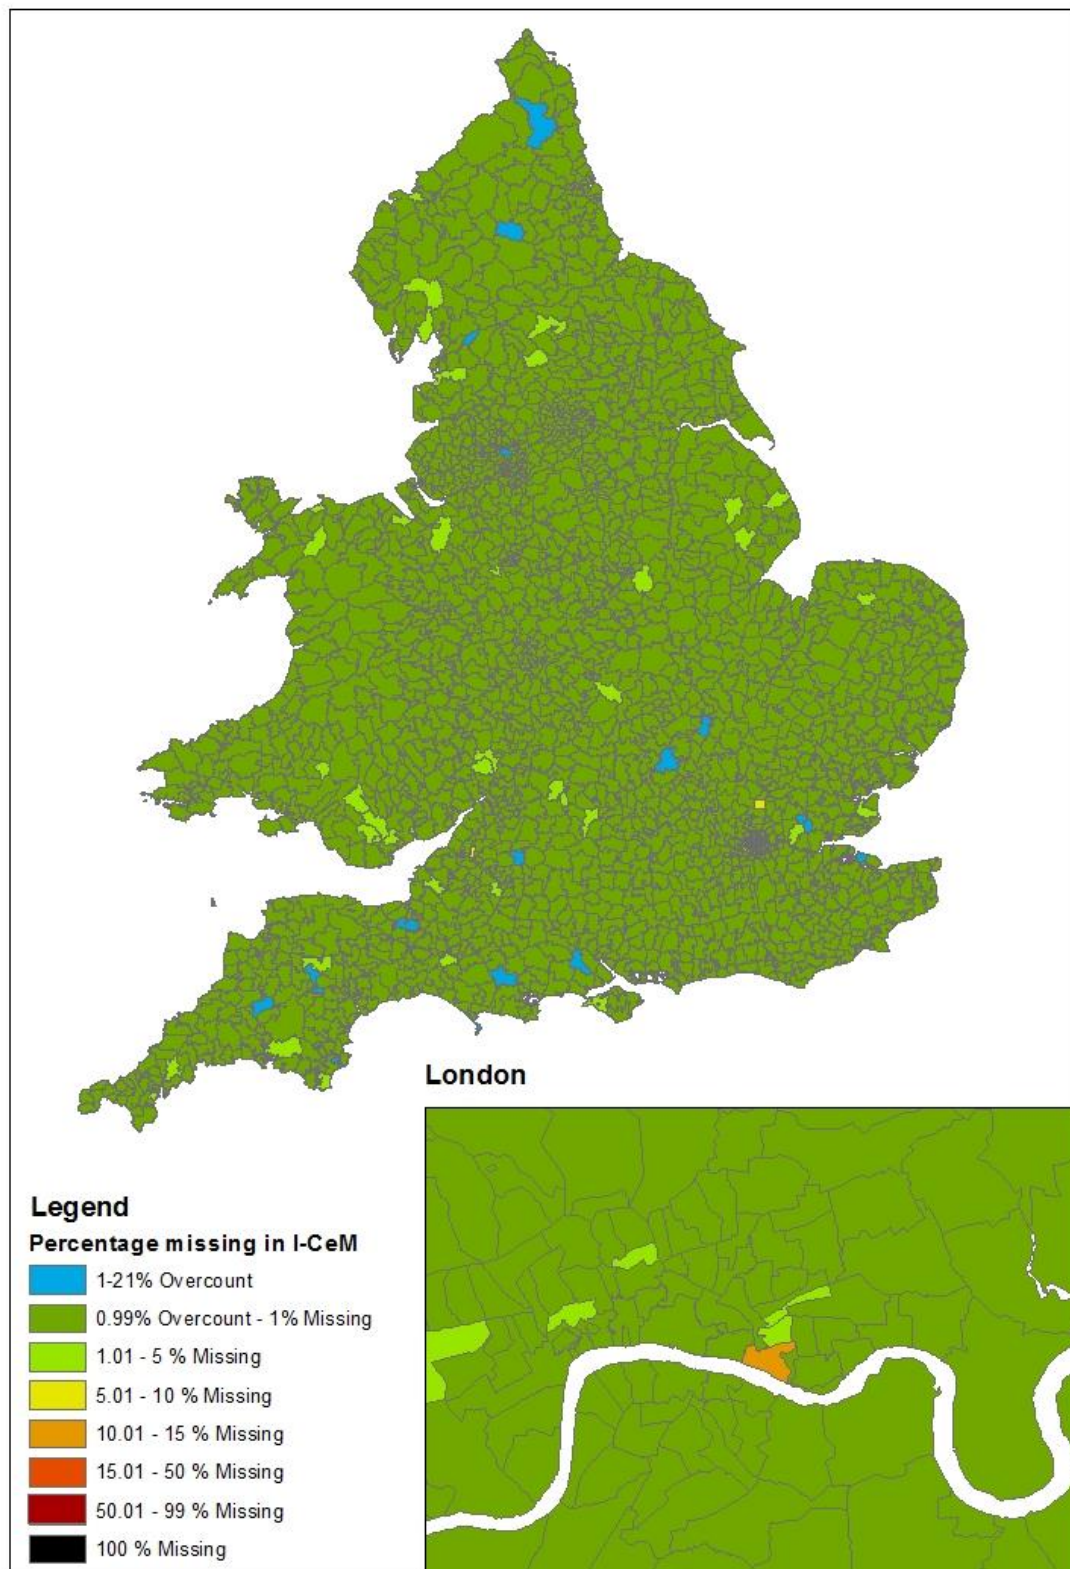 London
Legend
Percentage missing in I-CeM
1-21% Overcount
0.99% Overcount - 1% Missing
1.01 - 5 % Missing
5.01 - 10 % Missing
10.01 - 15 % Missing
15.01 - 50 % Missing
50.01 - 99 % Missing
100 % Missing